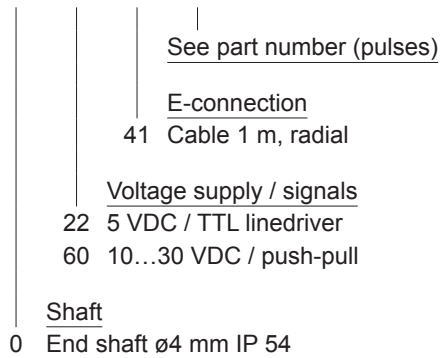 See part number (pulses)
E-connection
41 Cable 1 m, radial
Voltage supply / signals
22 5 VDC / TTL linedriver
60 10…30 VDC / push-pull
Shaft
0 End shaft ø4 mm IP 54